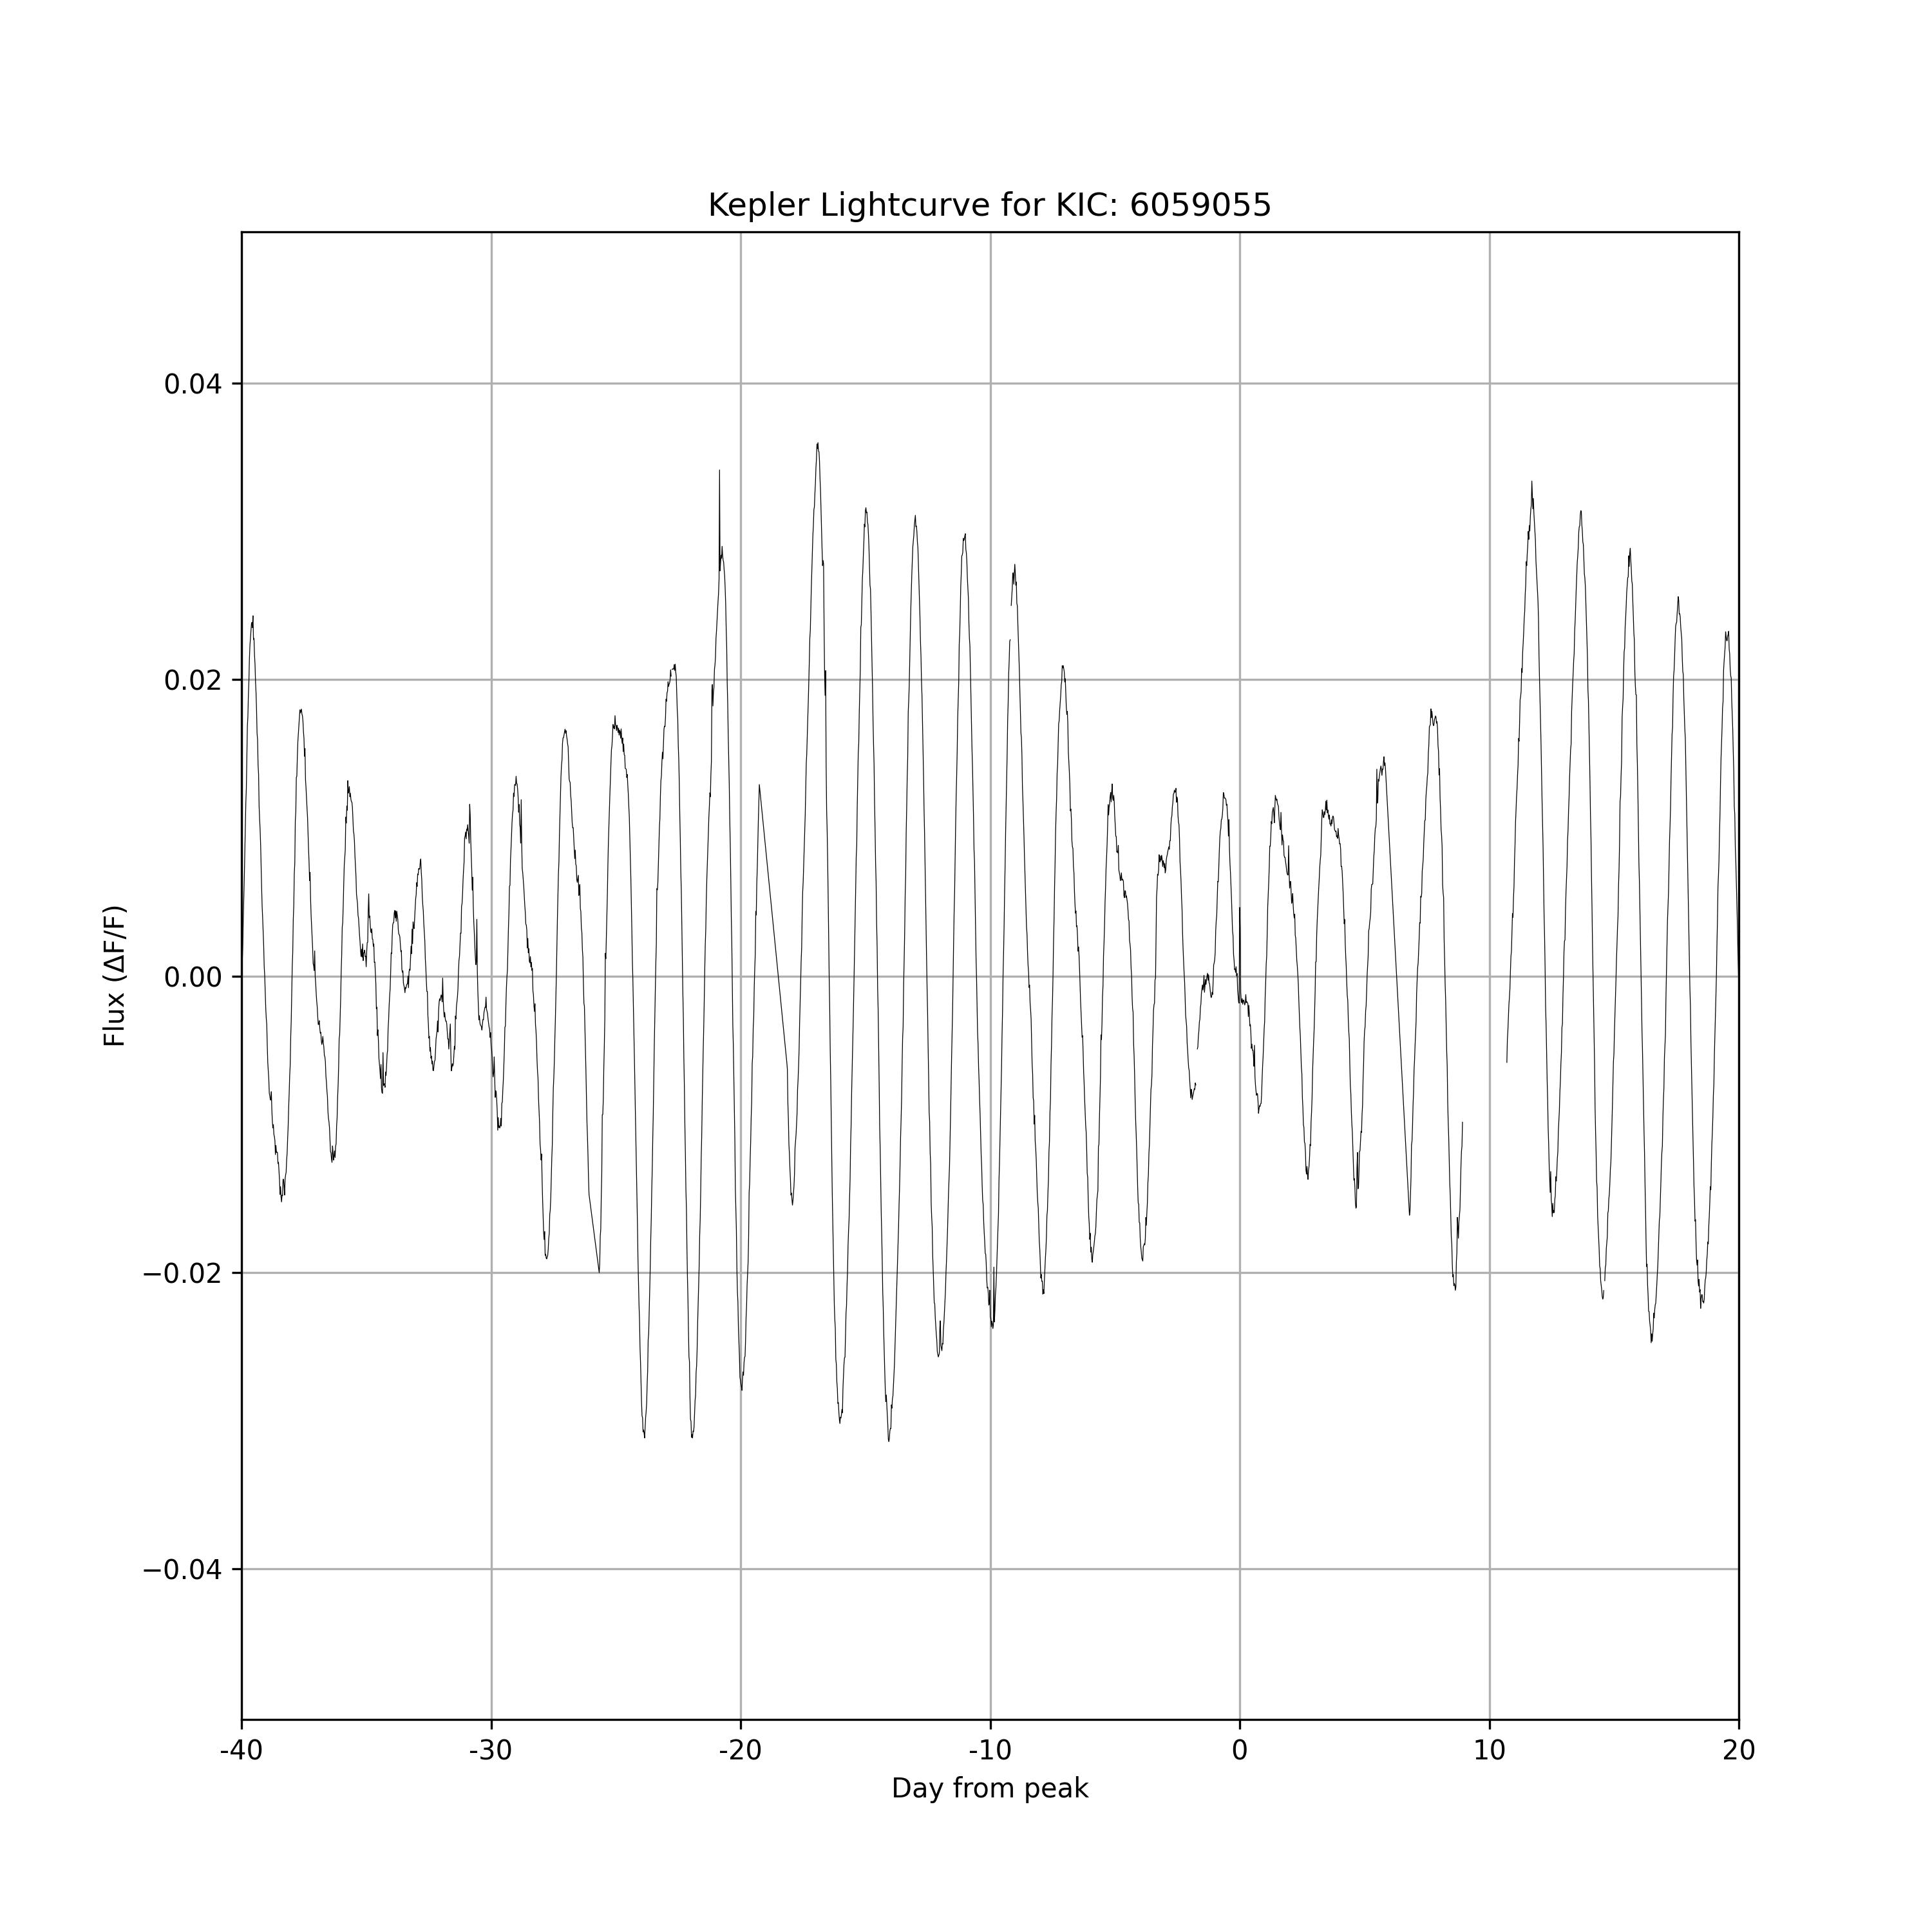 Kepler Lightcurve for KIC: 6059055
Flux (ΔF/F)
0.04
0.02
0.00
−0.02
−0.04
-40 -30 -20 -10 0 10 20
Day from peak